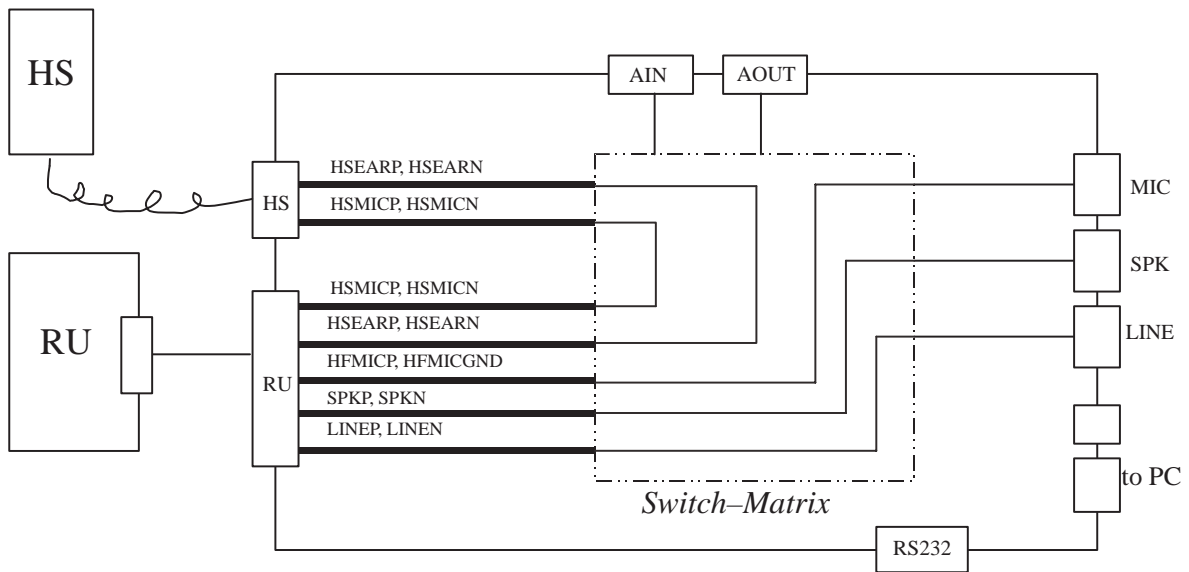 HS
AIN
AOUT
HSEARP, HSEARN
HS
HSMICP, HSMICN
MIC
SPK
HSMICP, HSMICN
HSEARP, HSEARN
LINE
RU
HFMICP, HFMICGND
RU
SPKP, SPKN
LINEP, LINEN
to PC
Switch–Matrix
RS232